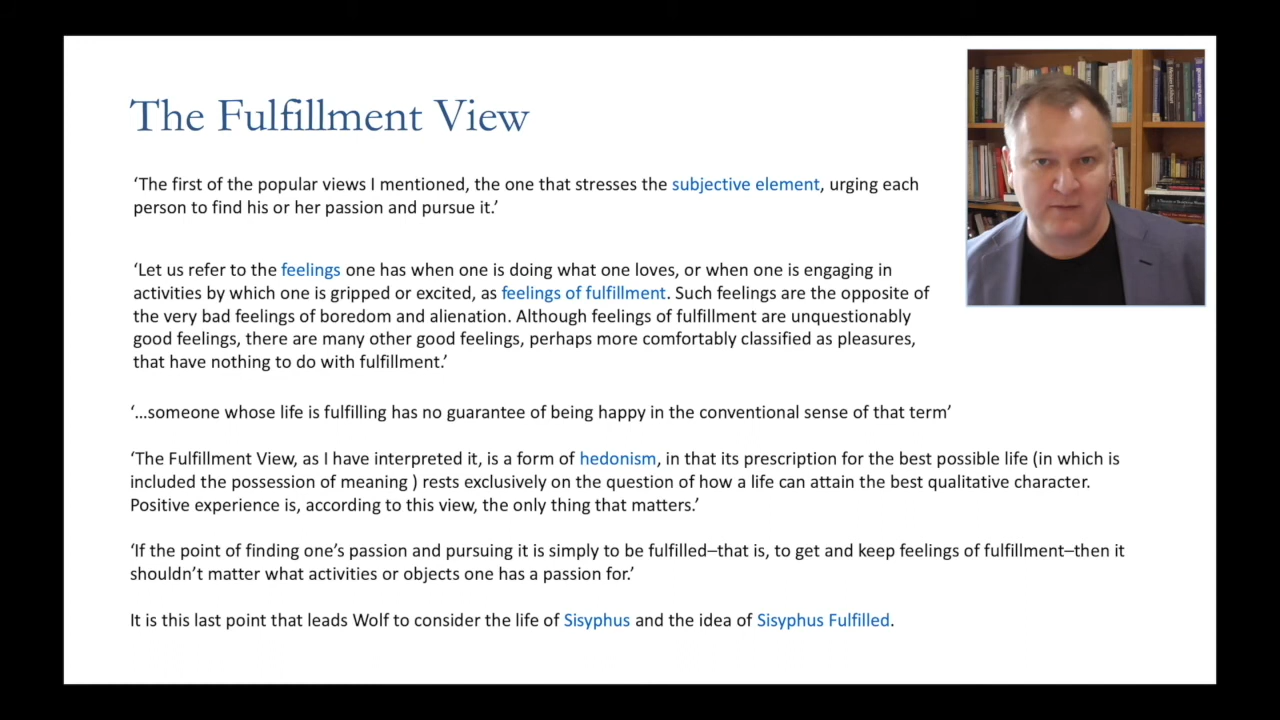 The Fulfillment View
‘The first of the popular views I mentioned, the one that stresses the subjective element, urging each
person to find his or her passion and pursue it.’
‘Let us refer to the feelings one has when one is doing what one loves, or when one is engaging in
activities by which one is gripped or excited, as feelings of fulfillment. Such feelings are the opposite of
the very bad feelings of boredom and alienation. Although feelings of fulfillment are unquestionably
good feelings, there are many other good feelings, perhaps more comfortably classified as pleasures,
that have nothing to do with fulfillment.’
‘…someone whose life is fulfilling has no guarantee of being happy in the conventional sense of that term’
‘The Fulfillment View, as I have interpreted it, is a form of hedonism, in that its prescription for the best possible life (in which is
included the possession of meaning ) rests exclusively on the question of how a life can attain the best qualitative character.
Positive experience is, according to this view, the only thing that matters.’
‘If the point of finding one’s passion and pursuing it is simply to be fulfilled–that is, to get and keep feelings of fulfillment–then it
shouldn’t matter what activities or objects one has a passion for.’
It is this last point that leads Wolf to consider the life of Sisyphus and the idea of Sisyphus Fulfilled.